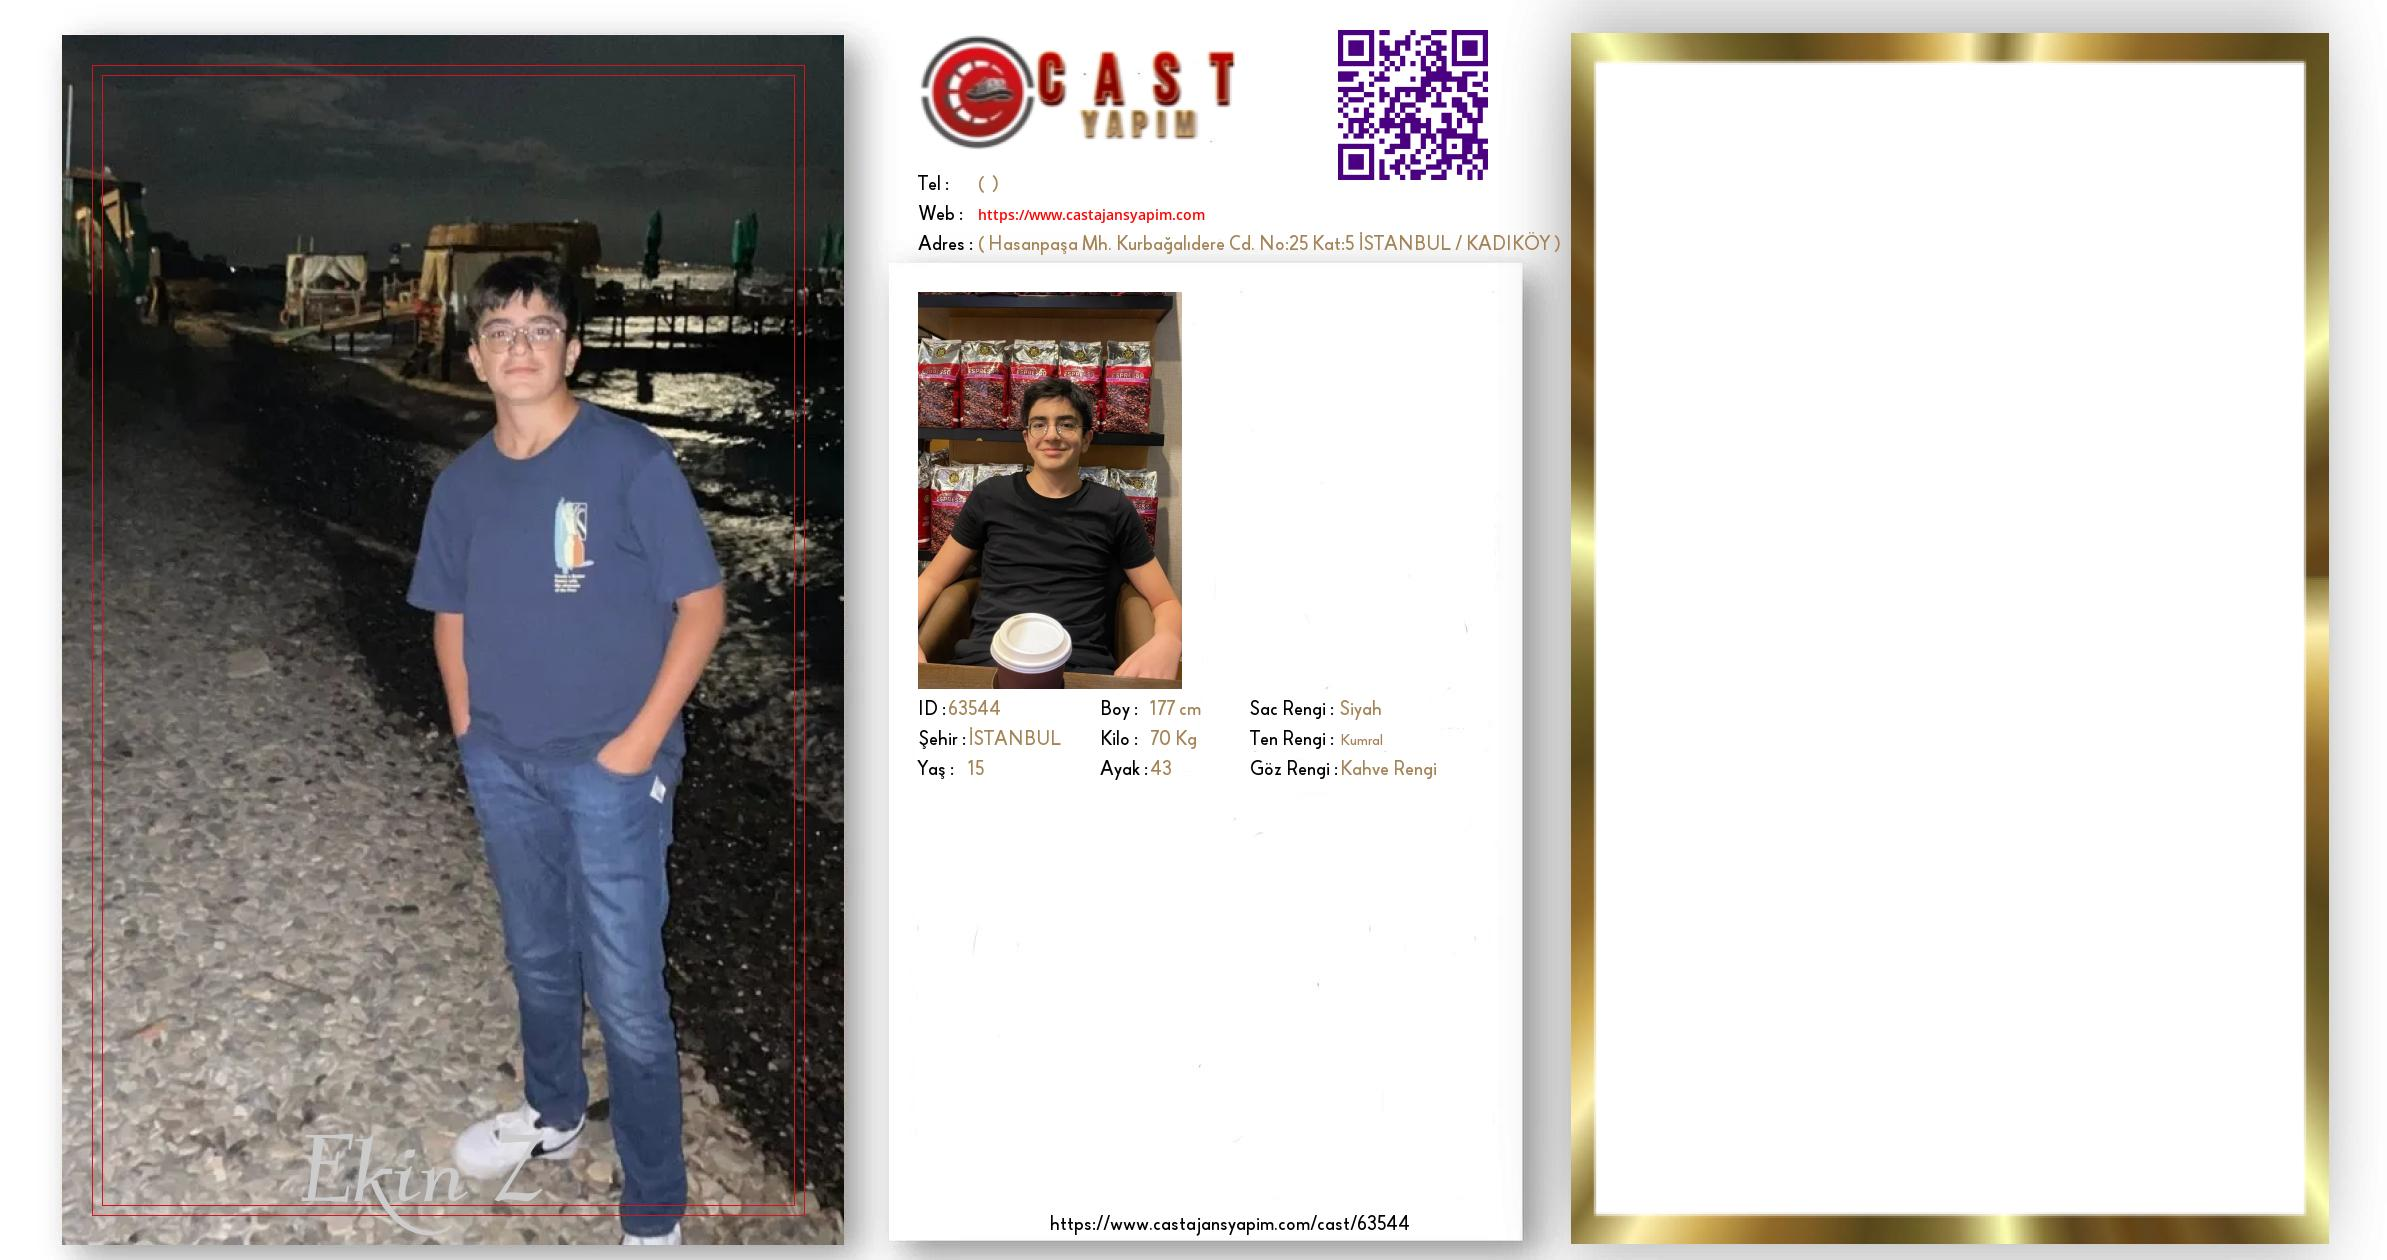 Ekin Z
CAST
YAPIM
Tel : ( )
Web : https://www.castajansyapim.com
Adres : ( Hasanpaşa Mh. Kurbağalıdere Cd. No:25 Kat:5 İSTANBUL / KADIKÖY )
ESPRESSO
ID : 63544
Boy : 177 cm
Sac Rengi : Siyah
Şehir : İSTANBUL
Kilo : 70 Kg
Ten Rengi : Kumral
Yaş : 15
Ayak : 43
Göz Rengi : Kahve Rengi
https://www.castajansyapim.com/cast/63544